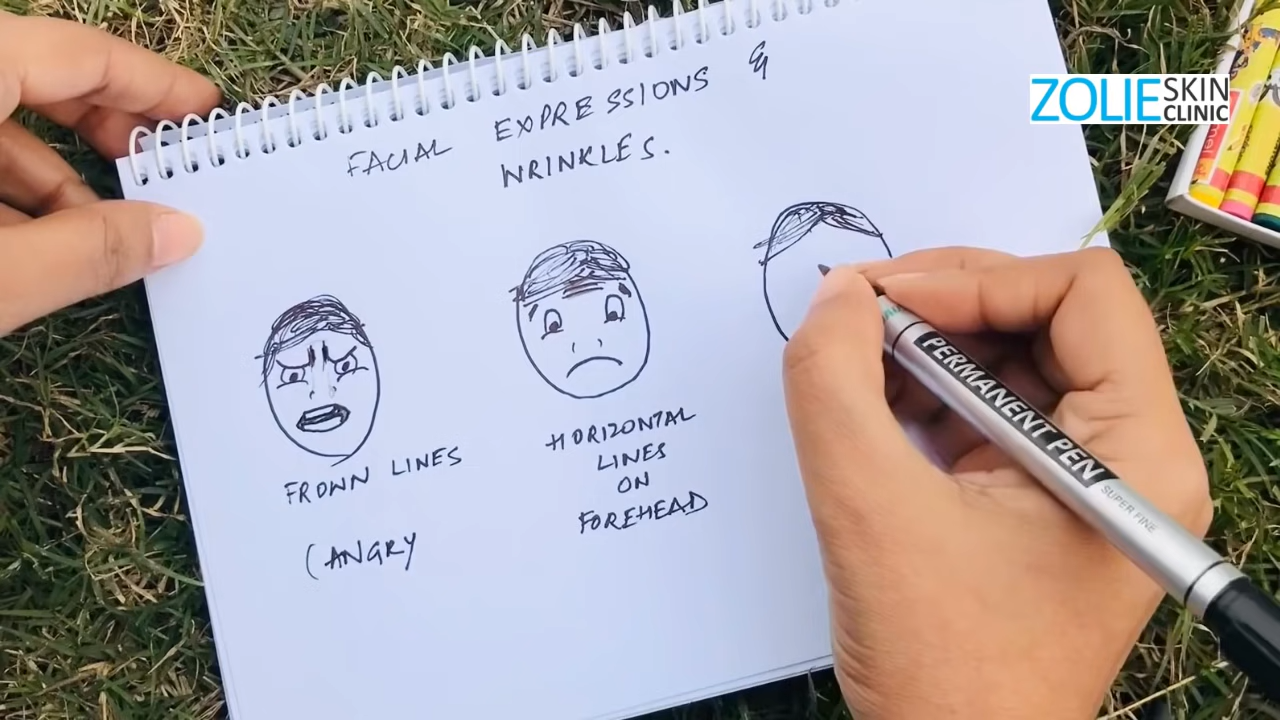 FACIAL EXPRESSIONS &
WRINKLES.
ZOLIE SKIN
CLINIC
FROWN LINES
(ANGRY
HORIZONTAL
LINES
ON
FOREHEAD
PERMANENT PEN
SUPER FINE